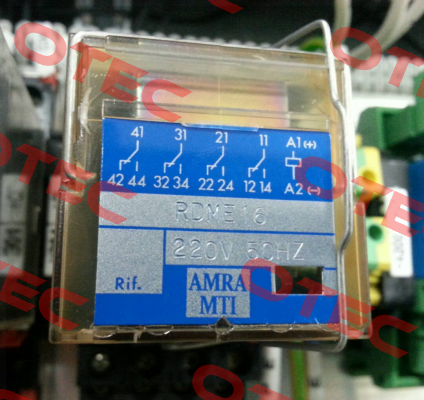 41 31 21 11 A1 (+)
42 44 32 34 22 24 12 14 A2 (-)
RDME 16
220V 50HZ
Rif.
AMRA
MTI
OTEC